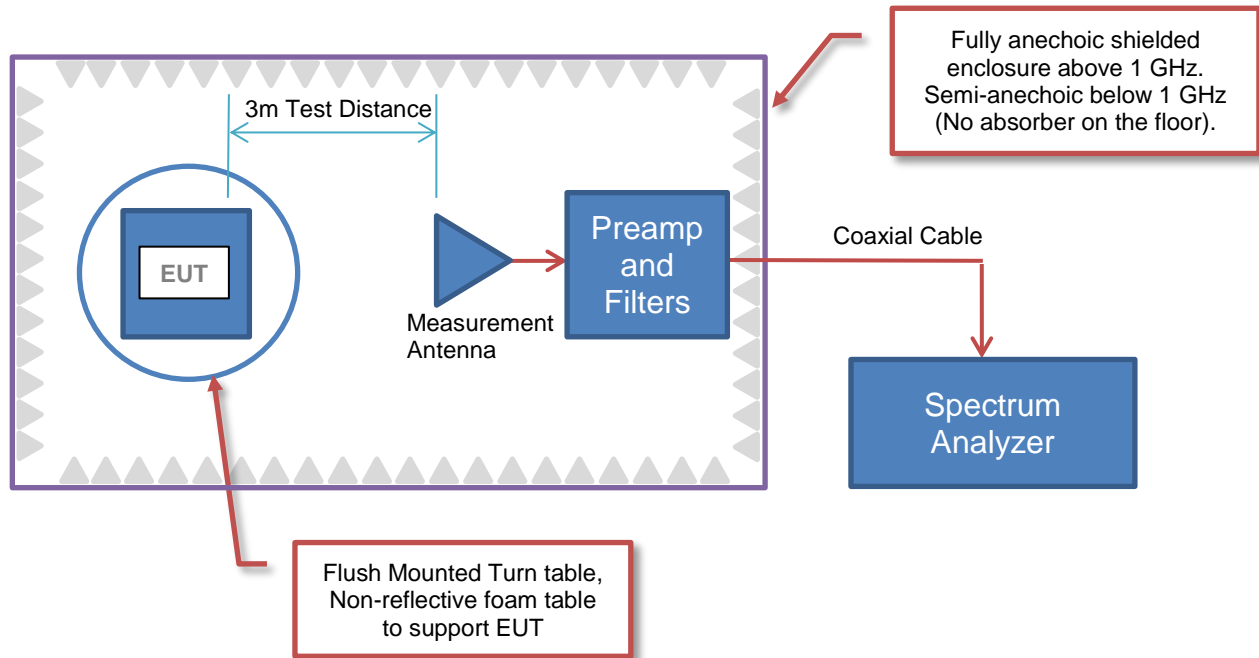 Fully anechoic shielded
enclosure above 1 GHz.
Semi-anechoic below 1 GHz
(No absorber on the floor).
3m Test Distance
EUT
Measurement
Antenna
Preamp
and
Filters
Coaxial Cable
Spectrum
Analyzer
Flush Mounted Turn table,
Non-reflective foam table
to support EUT